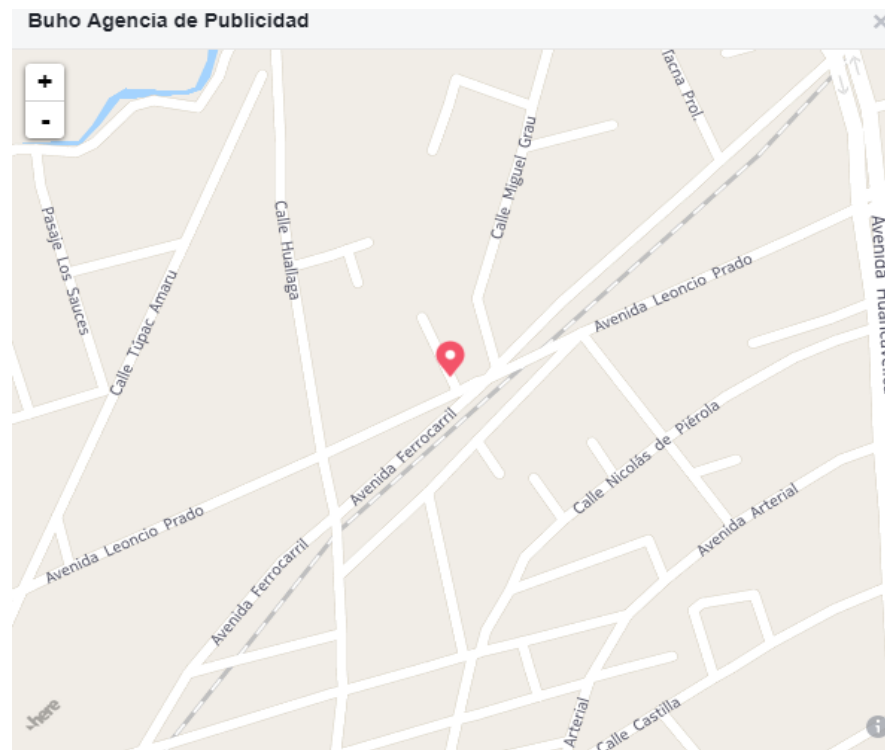 Buho Agencia de Publicidad
×
+
-
Tacna Prol.
Calle Miguel Grau
Pasaje Los Sauces
Calle Huallaga
Avenida Huancavelica
Calle Túpac Amaru
Avenida Leoncio Prado
Avenida Ferrocarril
Calle Nicolás de Piérola
Avenida Leoncio Prado
Avenida Arterial
Avenida Ferrocarril
here
Arterial
Calle Castilla
i